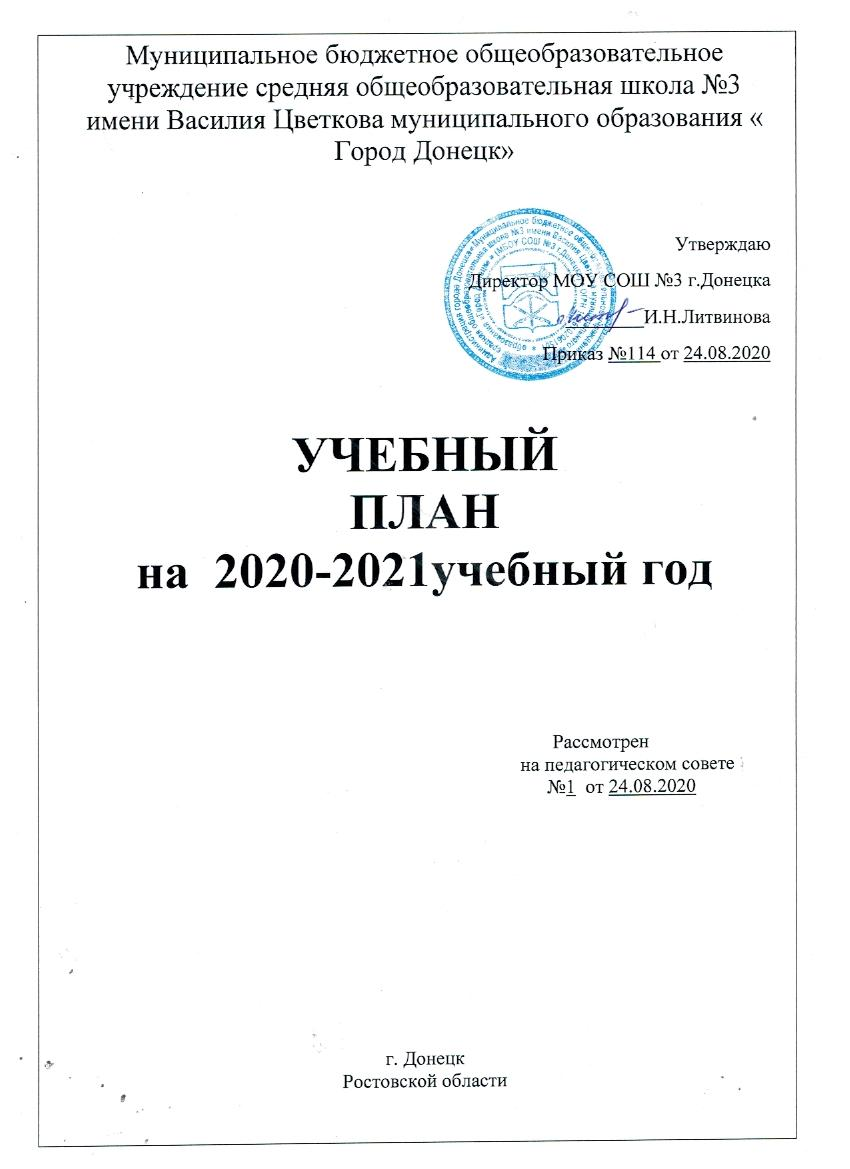 Муниципальное бюджетное общеобразовательное
учреждение средняя общеобразовательная школа №3
имени Василия Цветкова муниципального образования «
Город Донецк»
Утверждаю
Директор МОУ СОШ №3 г.Донецка
________И.Н.Литвинова
Приказ №114 от 24.08.2020
УЧЕБНЫЙ
ПЛАН
на 2020-2021учебный год
Рассмотрен
на педагогическом совете
№1 от 24.08.2020
г. Донецк
Ростовской области